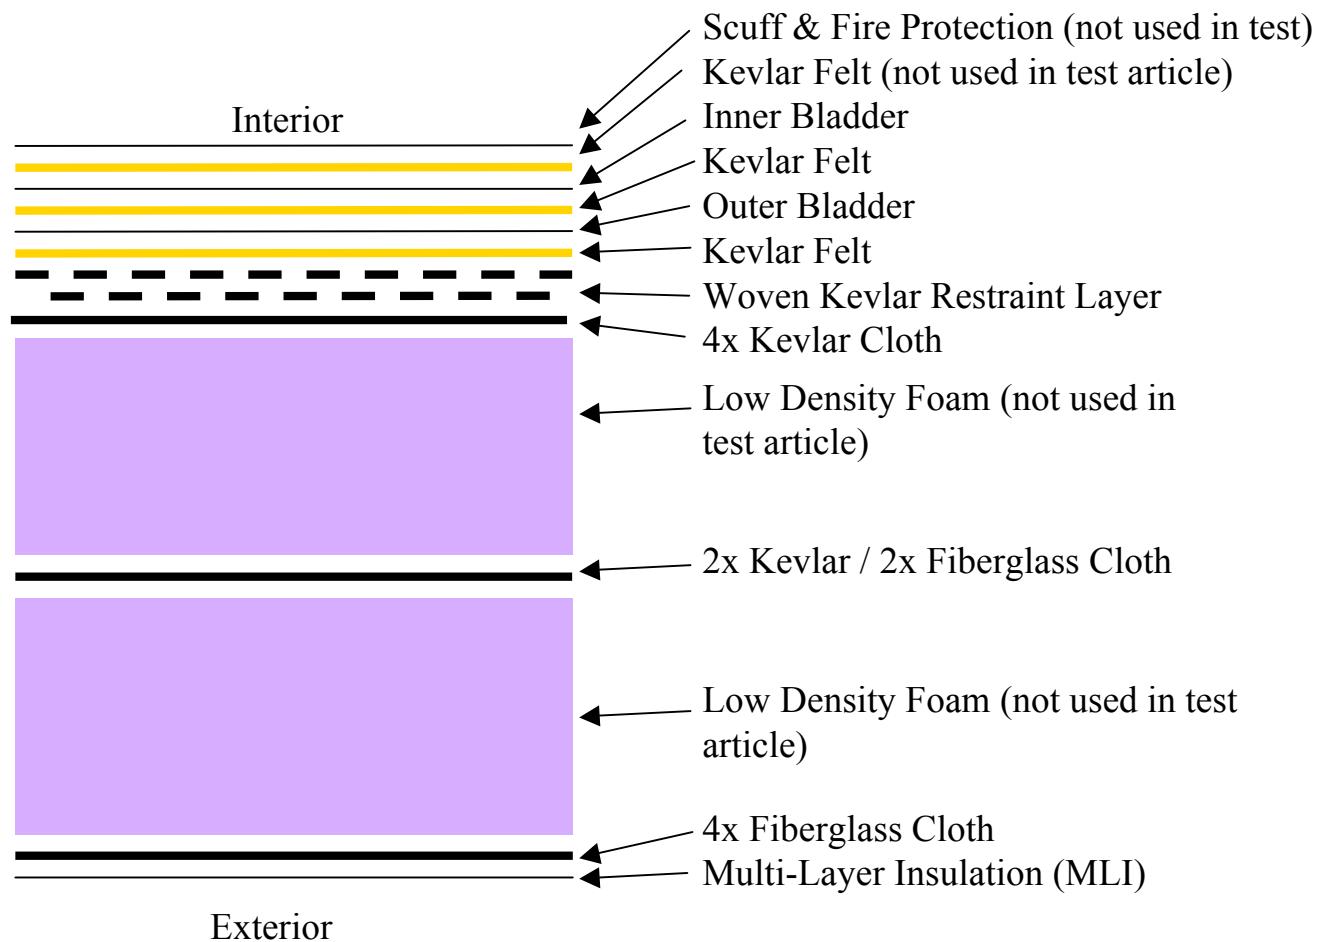 Scuff & Fire Protection (not used in test)
Kevlar Felt (not used in test article)
Interior
Inner Bladder
Kevlar Felt
Outer Bladder
Kevlar Felt
Woven Kevlar Restraint Layer
4x Kevlar Cloth
Low Density Foam (not used in
test article)
2x Kevlar / 2x Fiberglass Cloth
Low Density Foam (not used in test
article)
4x Fiberglass Cloth
Multi-Layer Insulation (MLI)
Exterior